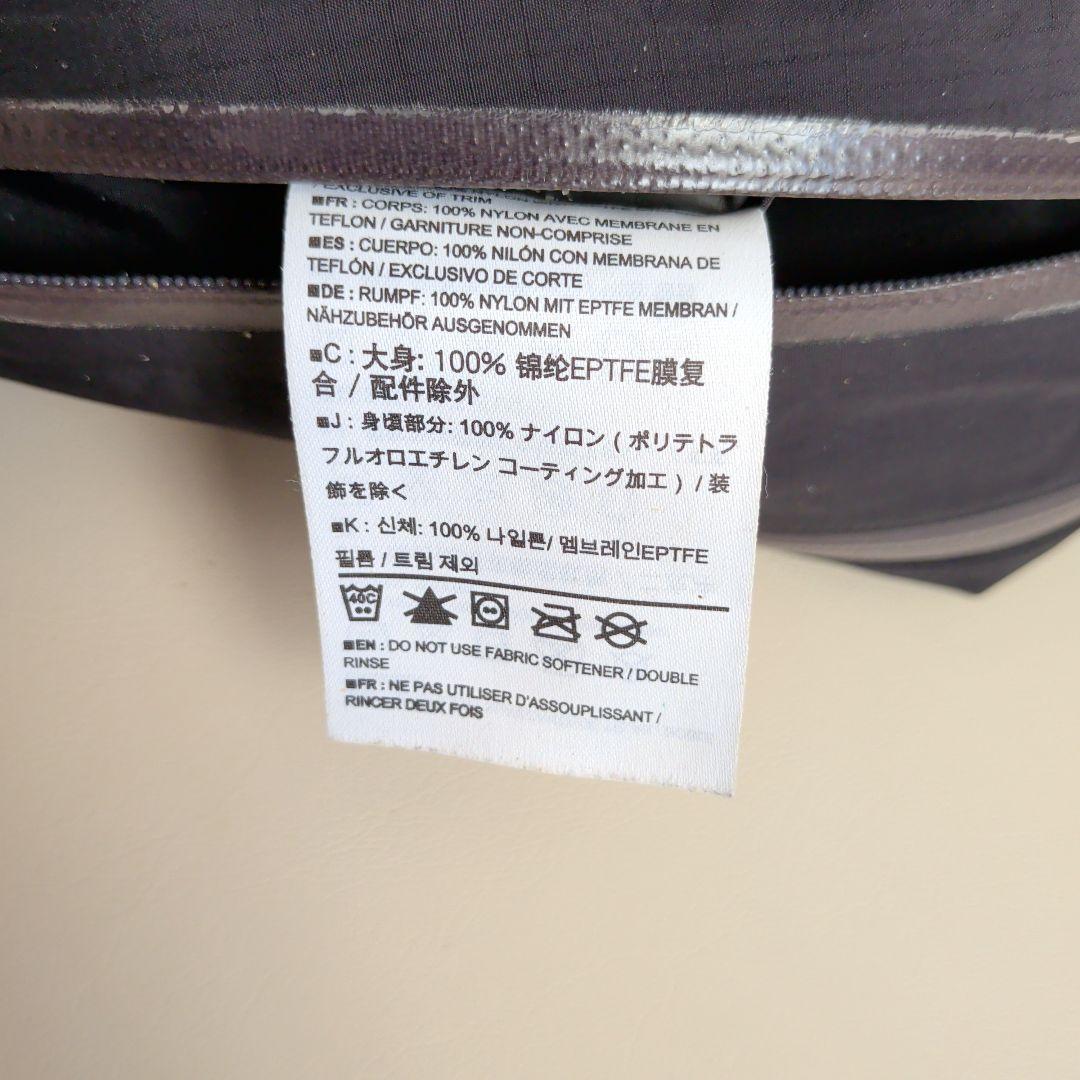 / EXCLUSIVE OF TRIM
FR : CORPS: 100% NYLON AVEC MEMBRANE EN
TEFLON / GARNITURE NON-COMPRISE
ES : CUERPO: 100% NILÓN CON MEMBRANA DE
TEFLÓN / EXCLUSIVO DE CORTE
DE : RUMPF: 100% NYLON MIT EPTFE MEMBRAN /
NÄHZUBEHÖR AUSGENOMMEN
C : 大身: 100% 锦纶EPTFE膜复
合 / 配件除外
J : 身頃部分: 100% ナイロン ( ポリテトラ
フルオロエチレン コーティング加工 ) / 装
飾を除く
K : 신체: 100% 나일론/ 멤브레인EPTFE
필름 / 트림 제외
40C
EN : DO NOT USE FABRIC SOFTENER / DOUBLE
RINSE
FR : NE PAS UTILISER D'ASSOUPLISSANT /
RINCER DEUX FOIS